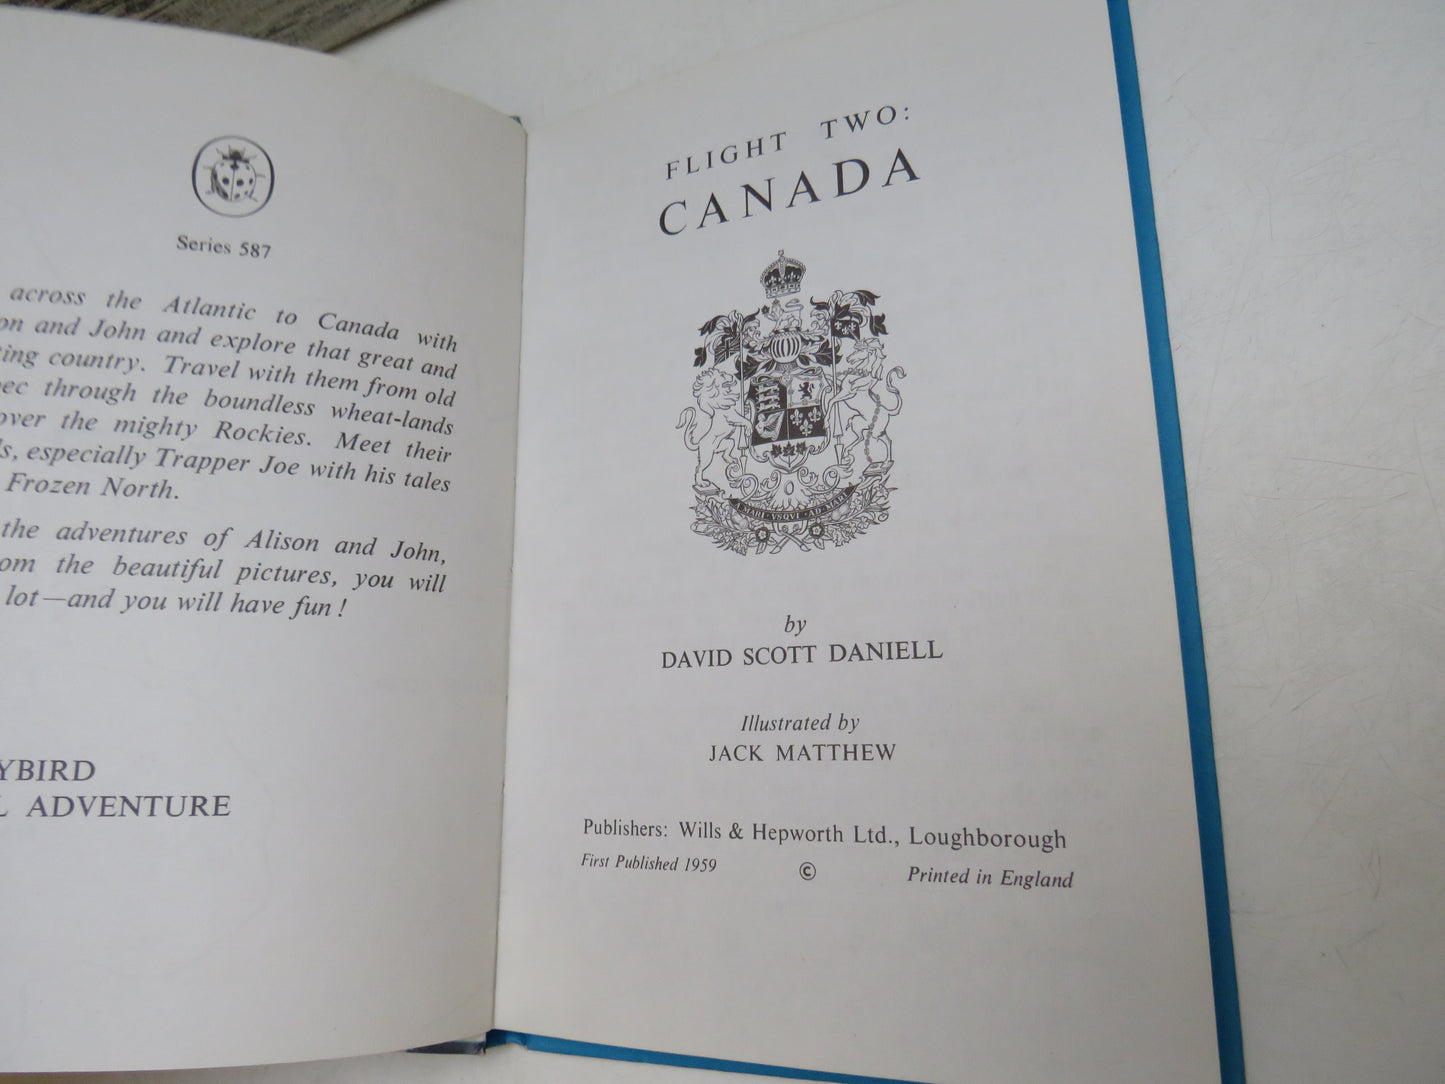 Series 587
across the Atlantic to Canada with
and John and explore that great and
country. Travel with them from old
through the boundless wheat-lands
over the mighty Rockies. Meet their
especially Trapper Joe with his tales
Frozen North.
the adventures of Alison and John,
the beautiful pictures, you will
lot—and you will have fun!
YBIRD
ADVENTURE
FLIGHT TWO:
CANADA
A MARI VSQVE AD MARE
by
DAVID SCOTT DANIELL
Illustrated by
JACK MATTHEW
Publishers: Wills & Hepworth Ltd., Loughborough
First Published 1959 © Printed in England